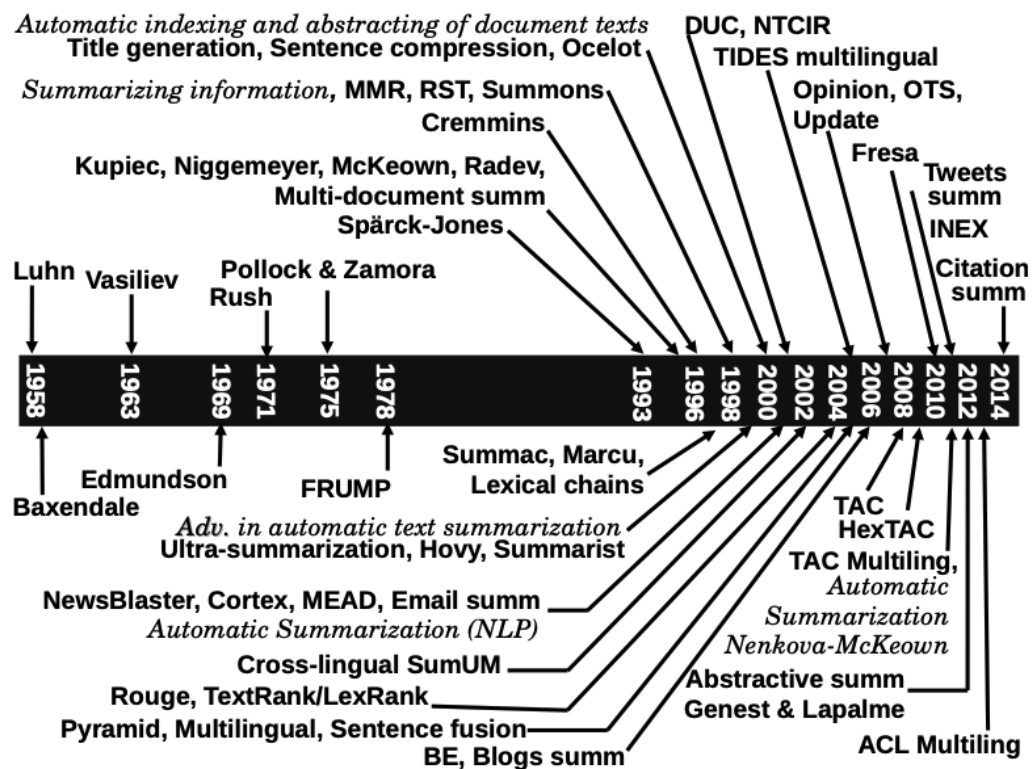 Automatic indexing and abstracting of document texts
Title generation, Sentence compression, Ocelot
Summarizing information, MMR, RST, Summons
Cremmins
Kupiec, Niggemeyer, McKeown, Radev,
Multi-document summ
Spärck-Jones
DUC, NTCIR
TIDES multilingual
Opinion, OTS,
Update
Fresa
Tweets
summ
INEX
Citation
summ
Luhn
Vasiliev
Pollock & Zamora
Rush
1958
1963
1969
1971
1975
1978
1993
1996
1998
2000
2002
2004
2006
2008
2010
2012
2014
Baxendale
Edmundson
FRUMP
Summac, Marcu,
Lexical chains
Adv. in automatic text summarization
Ultra-summarization, Hovy, Summarist
NewsBlaster, Cortex, MEAD, Email summ
Automatic Summarization (NLP)
Cross-lingual SumUM
Rouge, TextRank/LexRank
Pyramid, Multilingual, Sentence fusion
BE, Blogs summ
TAC
HexTAC
TAC Multiling,
Automatic
Summarization
Nenkova-McKeown
Abstractive summ
Genest & Lapalme
ACL Multiling